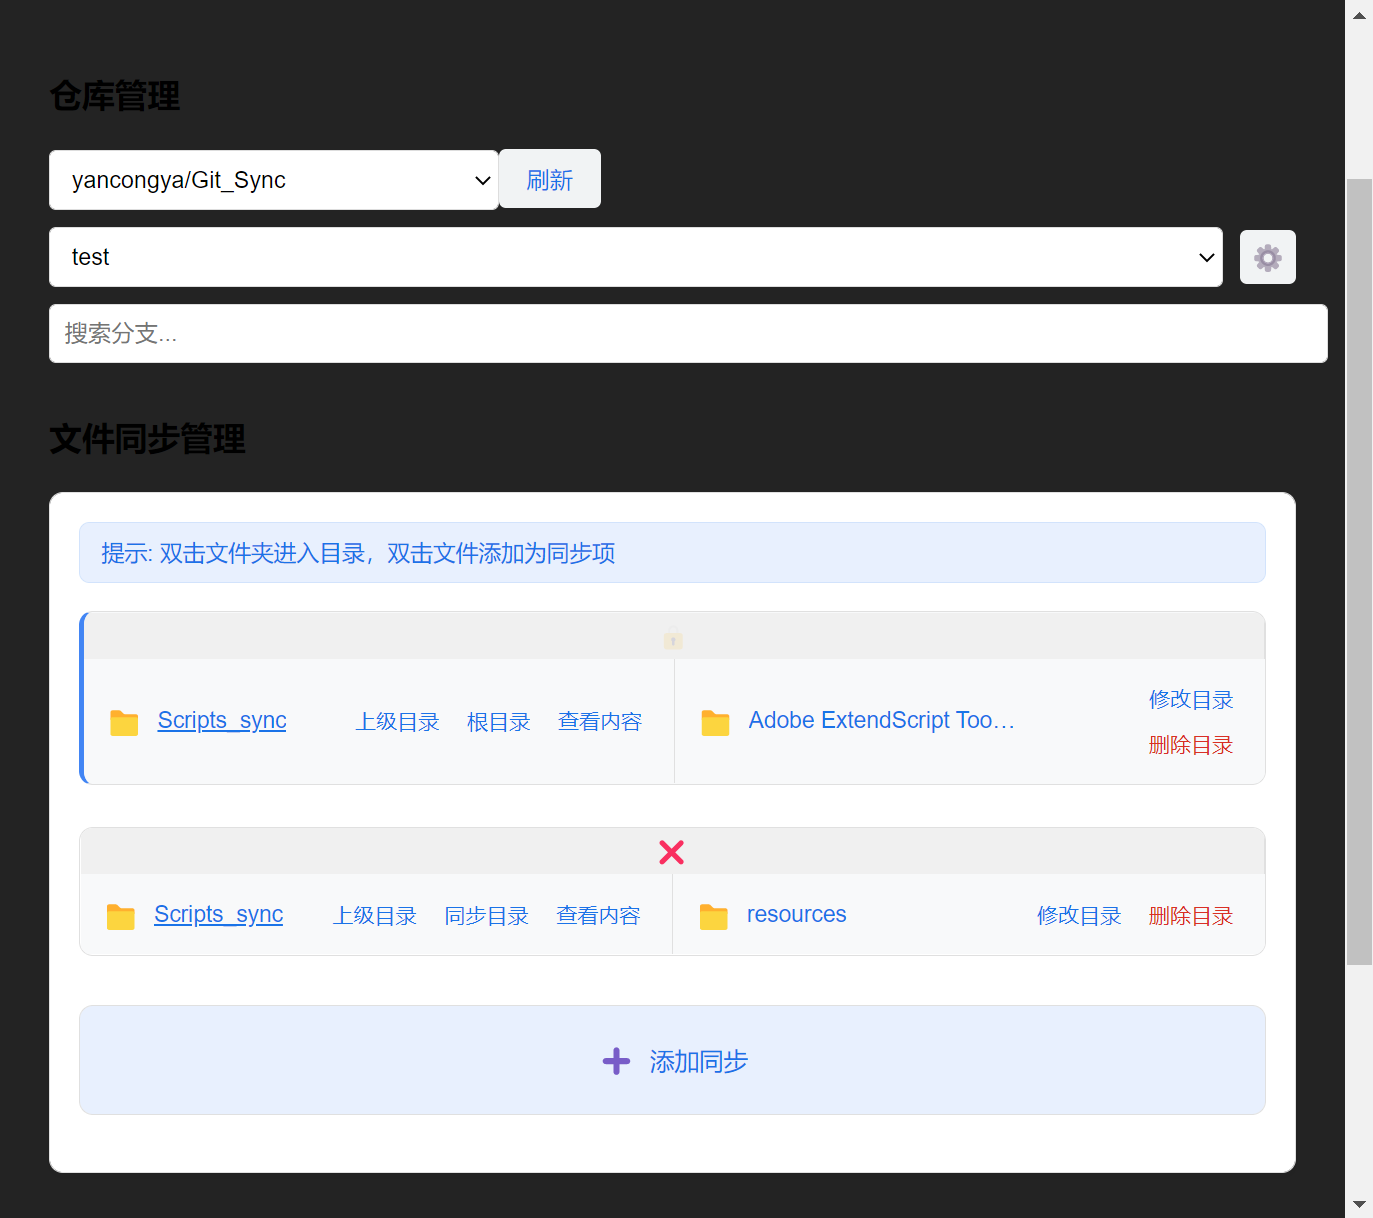 仓库管理
yancongya/Git_Sync
刷新
test
搜索分支...
文件同步管理
提示: 双击文件夹进入目录，双击文件添加为同步项
Scripts_sync 上级目录 根目录 查看内容
Adobe ExtendScript Too...
修改目录
删除目录
Scripts_sync 上级目录 同步目录 查看内容
resources 修改目录 删除目录
添加同步